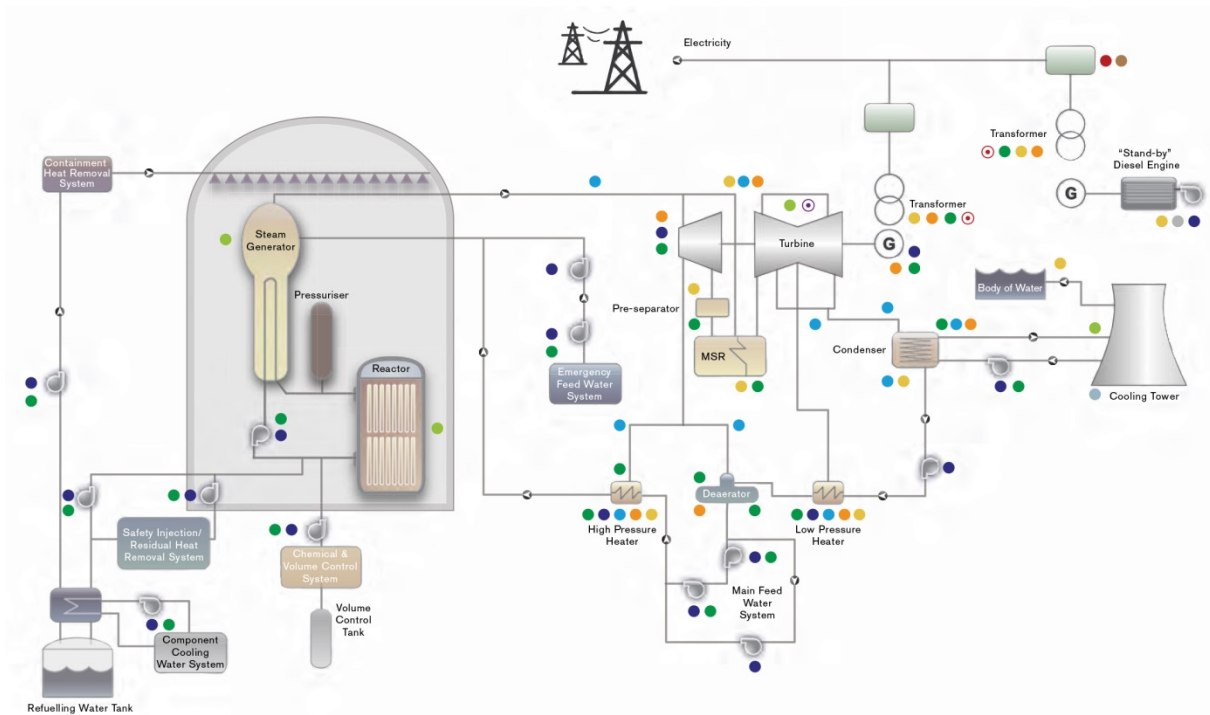 Electricity
Transformer
"Stand-by"
Diesel Engine
Containment
Heat Removal
System
G
Transformer
Steam
Generator
Turbine
G
Body of Water
Pressuriser
Pre-separator
MSR
Condenser
Reactor
Emergency
Feed Water
System
Cooling Tower
Deaerator
High Pressure
Heater
Low Pressure
Heater
Safety Injection/
Residual Heat
Removal System
Chemical &
Volume Control
System
Main Feed
Water
System
Volume
Control
Tank
Component
Cooling
Water System
Refuelling Water Tank